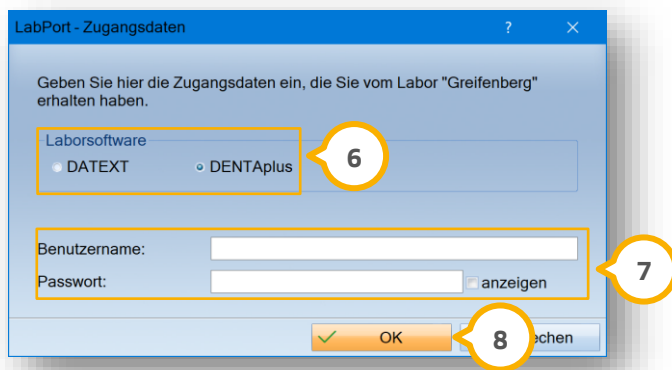 LabPort - Zugangsdaten ? ×
Geben Sie hier die Zugangsdaten ein, die Sie vom Labor "Greifenberg"
erhalten haben.
Laborsoftware
DATEXT DENTAplus
6
Benutzername:
Passwort: anzeigen
7
OK
8
echen